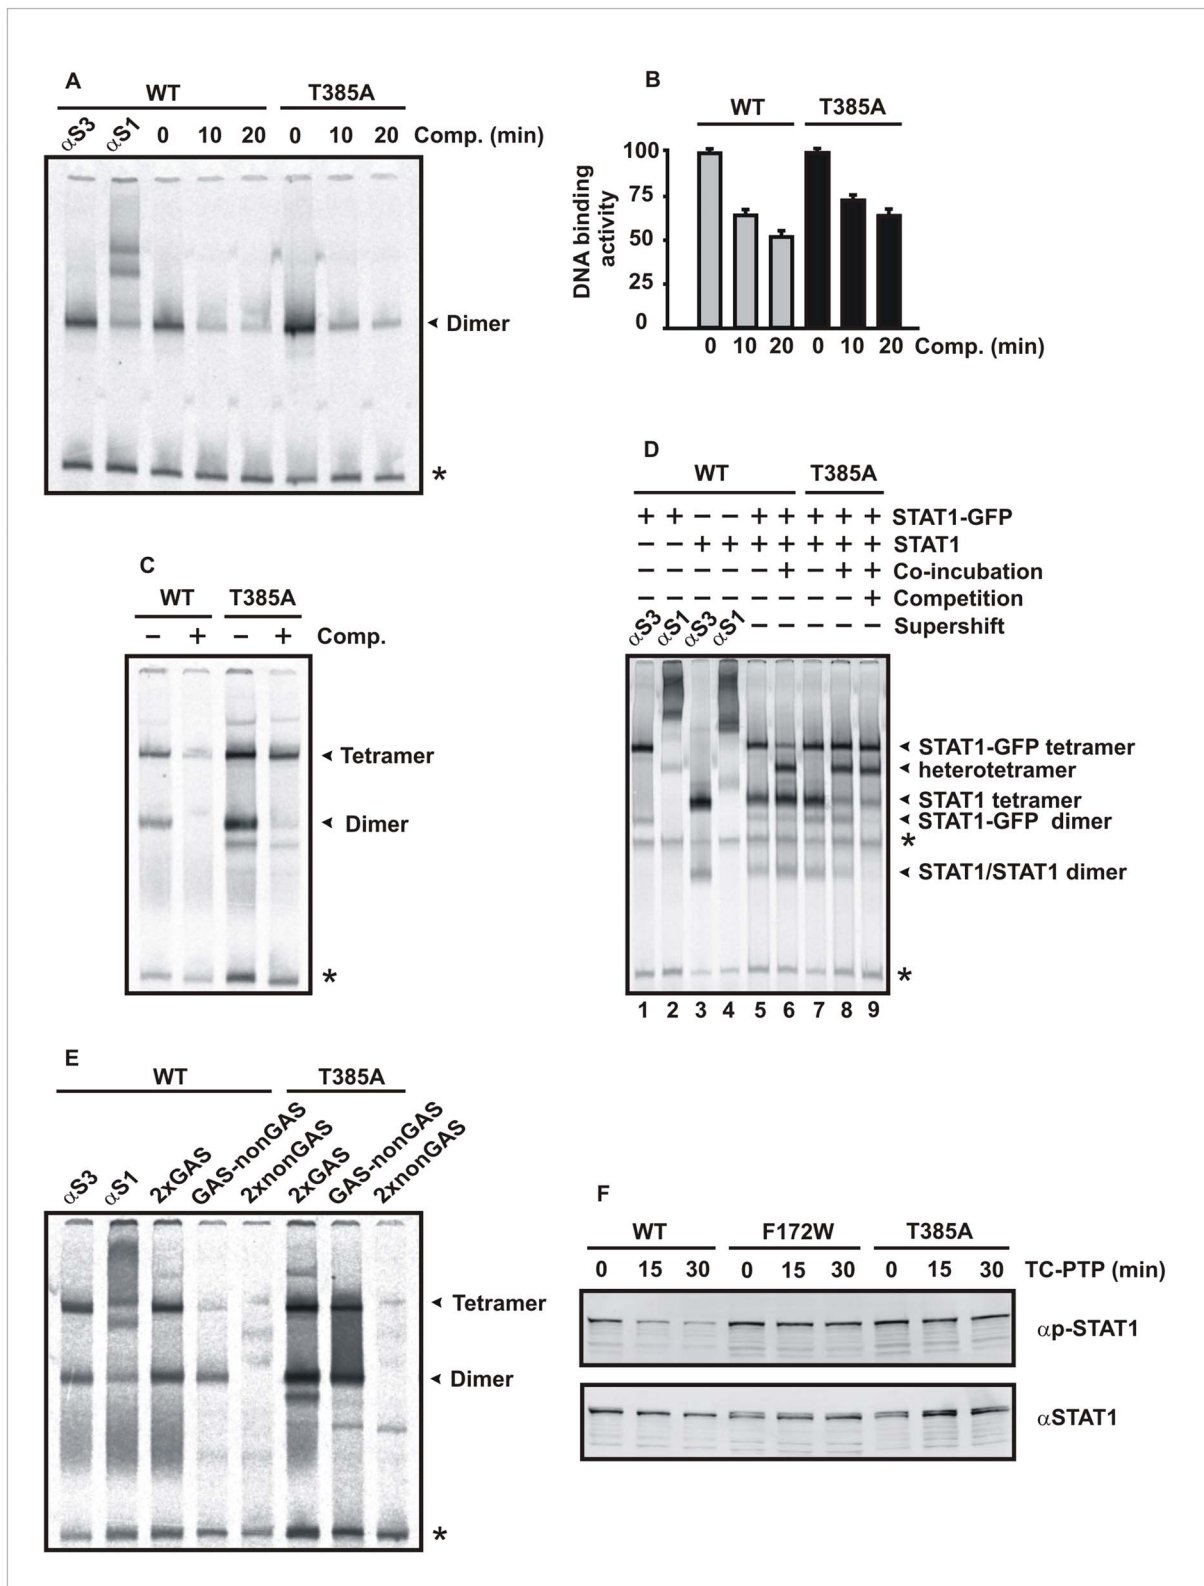 A
WT T385A
αS3 αS1 0 10 20 0 10 20 Comp. (min)
Dimer
*
B
WT T385A
DNA binding activity
100
75
50
25
0
0 10 20 0 10 20 Comp. (min)
C
WT T385A
– + – + Comp.
Tetramer
Dimer
*
D
WT T385A
+ + – – + + + + + STAT1-GFP
– – + + + + + + + STAT1
– – – – – + – + + Co-incubation
– – – – – – – – + Competition
αS3 αS1 αS3 αS1 – – – – – Supershift
STAT1-GFP tetramer
heterotetramer
STAT1 tetramer
STAT1-GFP dimer
*
STAT1/STAT1 dimer
*
1 2 3 4 5 6 7 8 9
E
WT T385A
αS3 αS1 2xGAS GAS-nonGAS 2xnonGAS 2xGAS GAS-nonGAS 2xnonGAS
Tetramer
Dimer
*
F
WT F172W T385A
0 15 30 0 15 30 0 15 30 TC-PTP (min)
αp-STAT1
αSTAT1